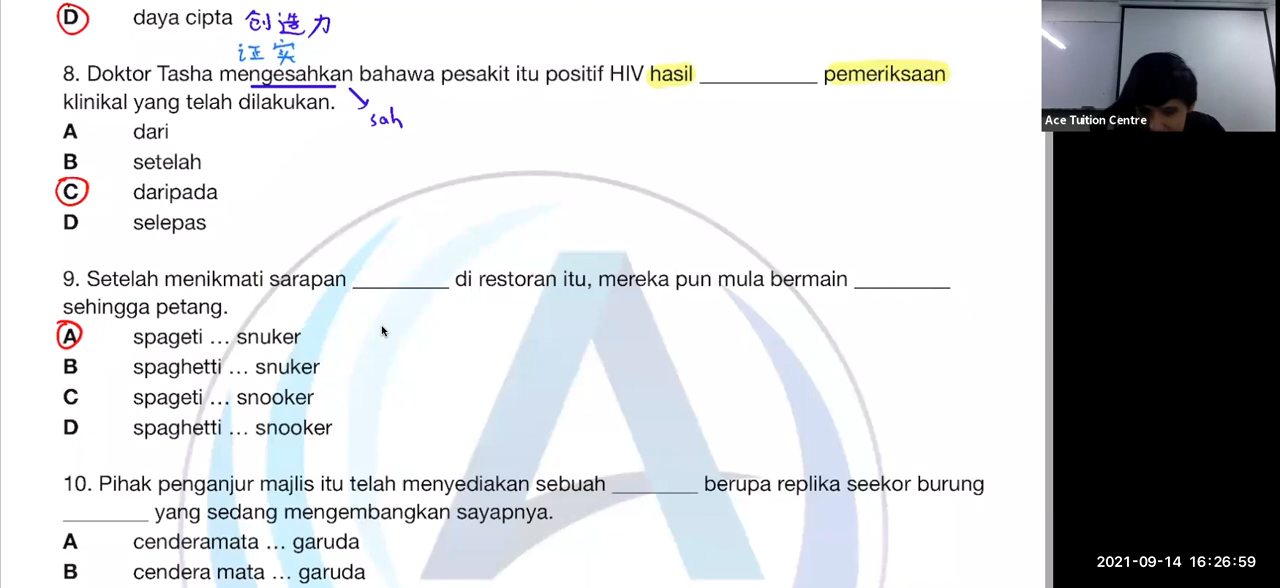 D daya cipta 创造力
证实
8. Doktor Tasha mengesahkan bahawa pesakit itu positif HIV hasil __________ pemeriksaan
klinikal yang telah dilakukan.
sah
A dari
B setelah
C daripada
D selepas
9. Setelah menikmati sarapan ________ di restoran itu, mereka pun mula bermain ________
sehingga petang.
A spageti ... snuker
B spaghetti ... snuker
C spageti ... snooker
D spaghetti ... snooker
10. Pihak penganjur majlis itu telah menyediakan sebuah _______ berupa replika seekor burung
_______ yang sedang mengembangkan sayapnya.
A cenderamata ... garuda
B cendera mata ... garuda
Ace Tuition Centre
2021-09-14 16:26:59